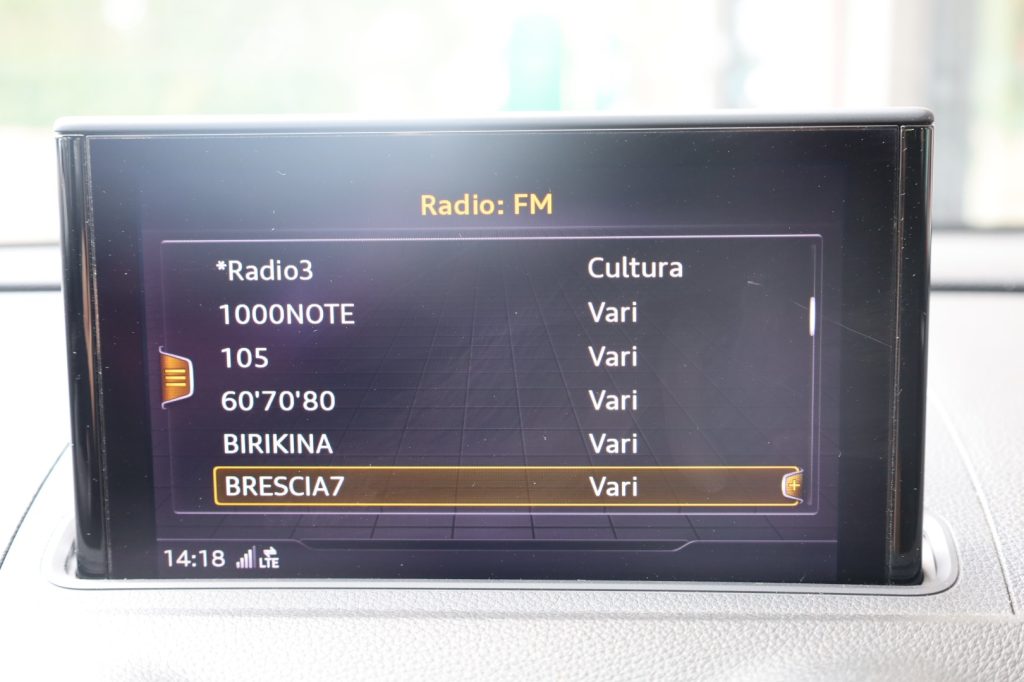 Radio: FM
*Radio3 Cultura
1000NOTE Vari
105 Vari
60'70'80 Vari
BIRIKINA Vari
BRESCIA7 Vari
14:18 LTE